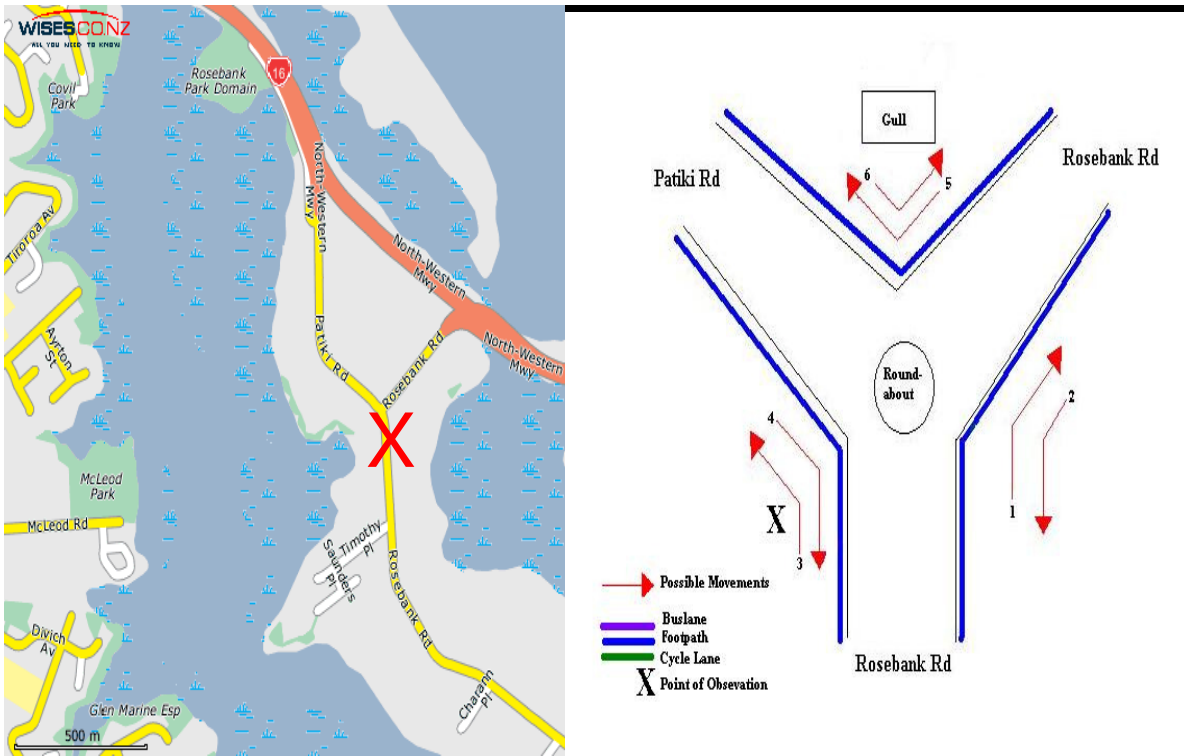 WISES.CO.NZ
ALL YOU NEED TO KNOW
16
Rosebank
Park Domain
Covil
Park
North-Western
Mwy
North-Western
Mwy
North-Western
Mwy
Tiroroa Av
Ayrton
St
Patiki Rd
Rosebank Rd
X
McLeod
Park
McLeod Rd
Timothy
Pl
Saunders
Pl
Rosebank Rd
Divich
Av
Charann
Pl
Glen Marine Esp
500 m
Gull
Patiki Rd
Rosebank Rd
6
5
Round-
about
4
2
X
3
1
Possible Movements
Buslane
Footpath
Cycle Lane
X Point of Obsevation
Rosebank Rd